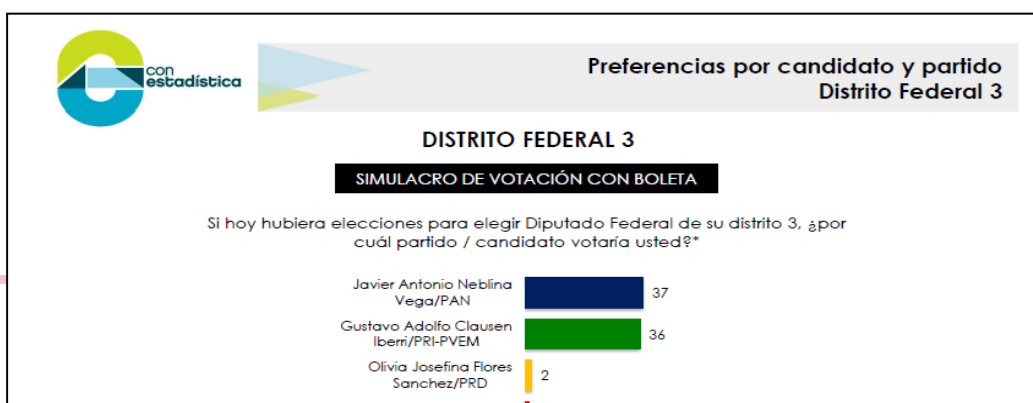 con
estadística
Preferencias por candidato y partido
Distrito Federal 3
DISTRITO FEDERAL 3
SIMULACRO DE VOTACIÓN CON BOLETA
Si hoy hubiera elecciones para elegir Diputado Federal de su distrito 3, ¿por
cuál partido / candidato votaría usted?*
Javier Antonio Neblina
Vega/PAN
37
Gustavo Adolfo Clausen
Iberri/PRI-PVEM
36
Olivia Josefina Flores
Sanchez/PRD
2